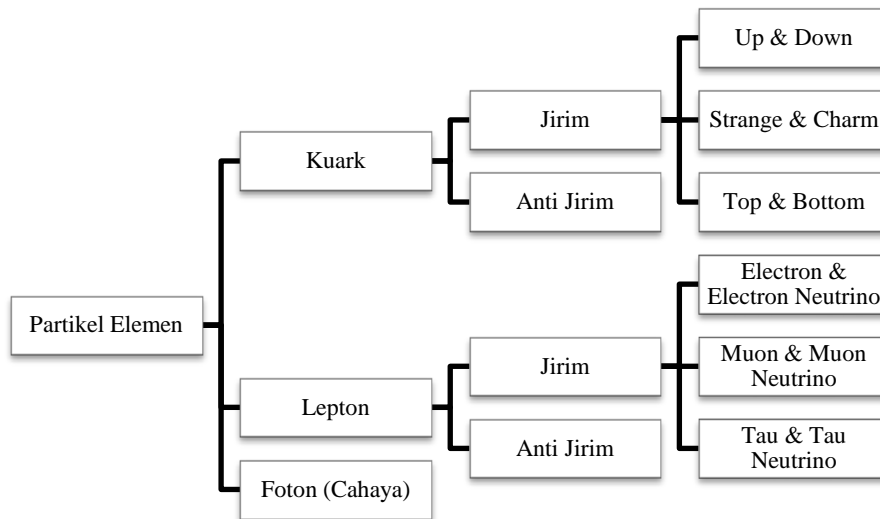 Partikel Elemen
Kuark
Jirim
Up & Down
Strange & Charm
Top & Bottom
Anti Jirim
Lepton
Jirim
Electron &
Electron Neutrino
Muon & Muon
Neutrino
Tau & Tau
Neutrino
Anti Jirim
Foton (Cahaya)